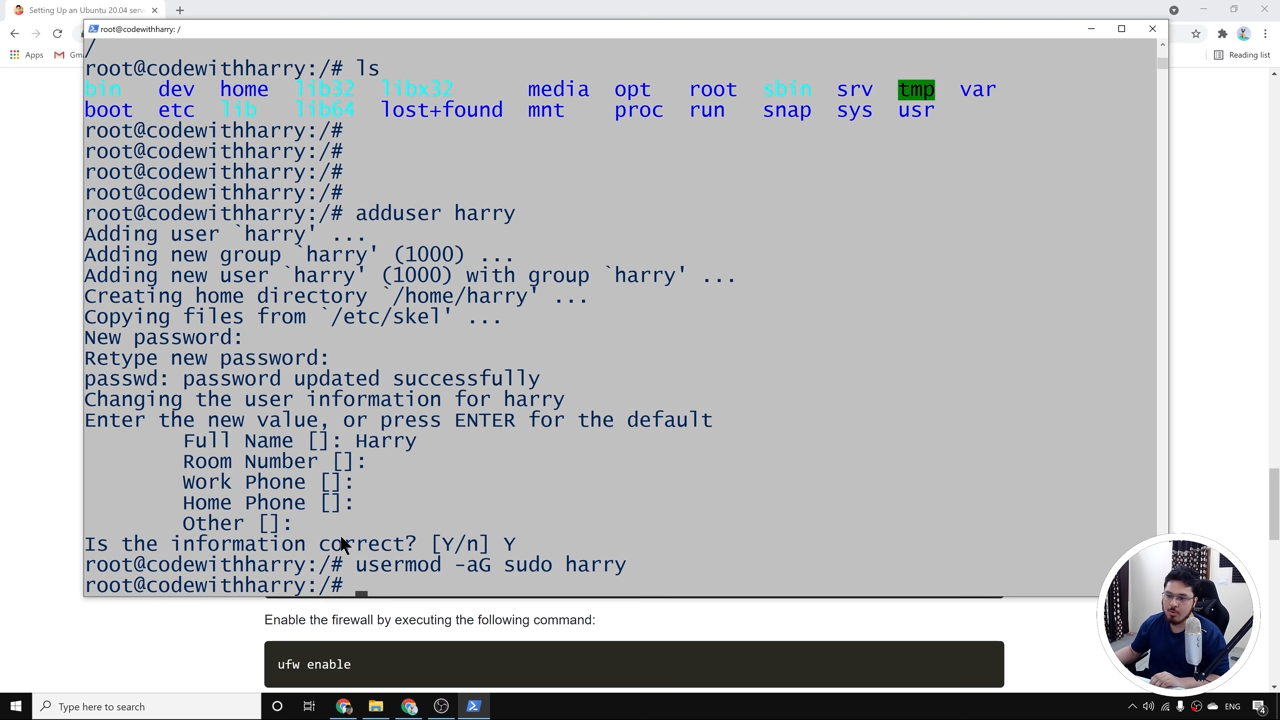 Setting Up an Ubuntu 20.04 serv
Apps
Gm
Reading list
root@codewithharry: /
/
root@codewithharry:/# ls
bin dev home lib32 libx32 media opt root sbin srv tmp var
boot etc lib lib64 lost+found mnt proc run snap sys usr
root@codewithharry:/#
root@codewithharry:/#
root@codewithharry:/#
root@codewithharry:/#
root@codewithharry:/# adduser harry
Adding user `harry' ...
Adding new group `harry' (1000) ...
Adding new user `harry' (1000) with group `harry' ...
Creating home directory `/home/harry' ...
Copying files from `/etc/skel' ...
New password:
Retype new password:
passwd: password updated successfully
Changing the user information for harry
Enter the new value, or press ENTER for the default
Full Name []: Harry
Room Number []:
Work Phone []:
Home Phone []:
Other []:
Is the information correct? [Y/n] Y
root@codewithharry:/# usermod -aG sudo harry
root@codewithharry:/#
Enable the firewall by executing the following command:
ufw enable
Type here to search
ENG
4